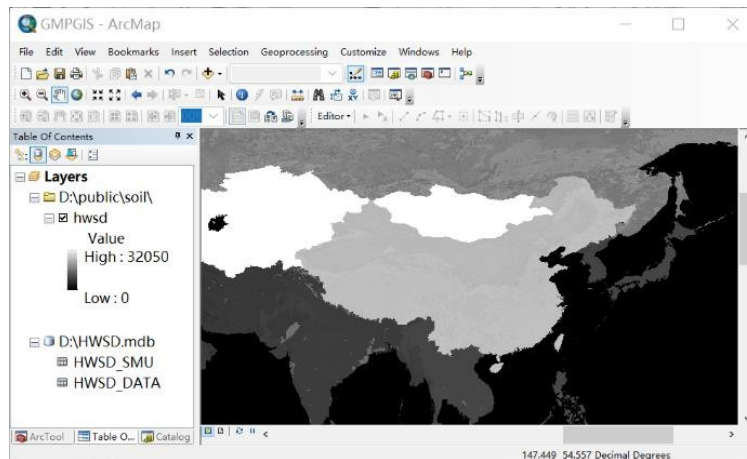 GMPGIS - ArcMap
File Edit View Bookmarks Insert Selection Geoprocessing Customize Windows Help
Editor
Table Of Contents
Layers
D:\public\soil\
hwsd
Value
High : 32050
Low : 0
D:\HWSD.mdb
HWSD_SMU
HWSD_DATA
ArcTool Table O... Catalog
147.449 54.557 Decimal Degrees